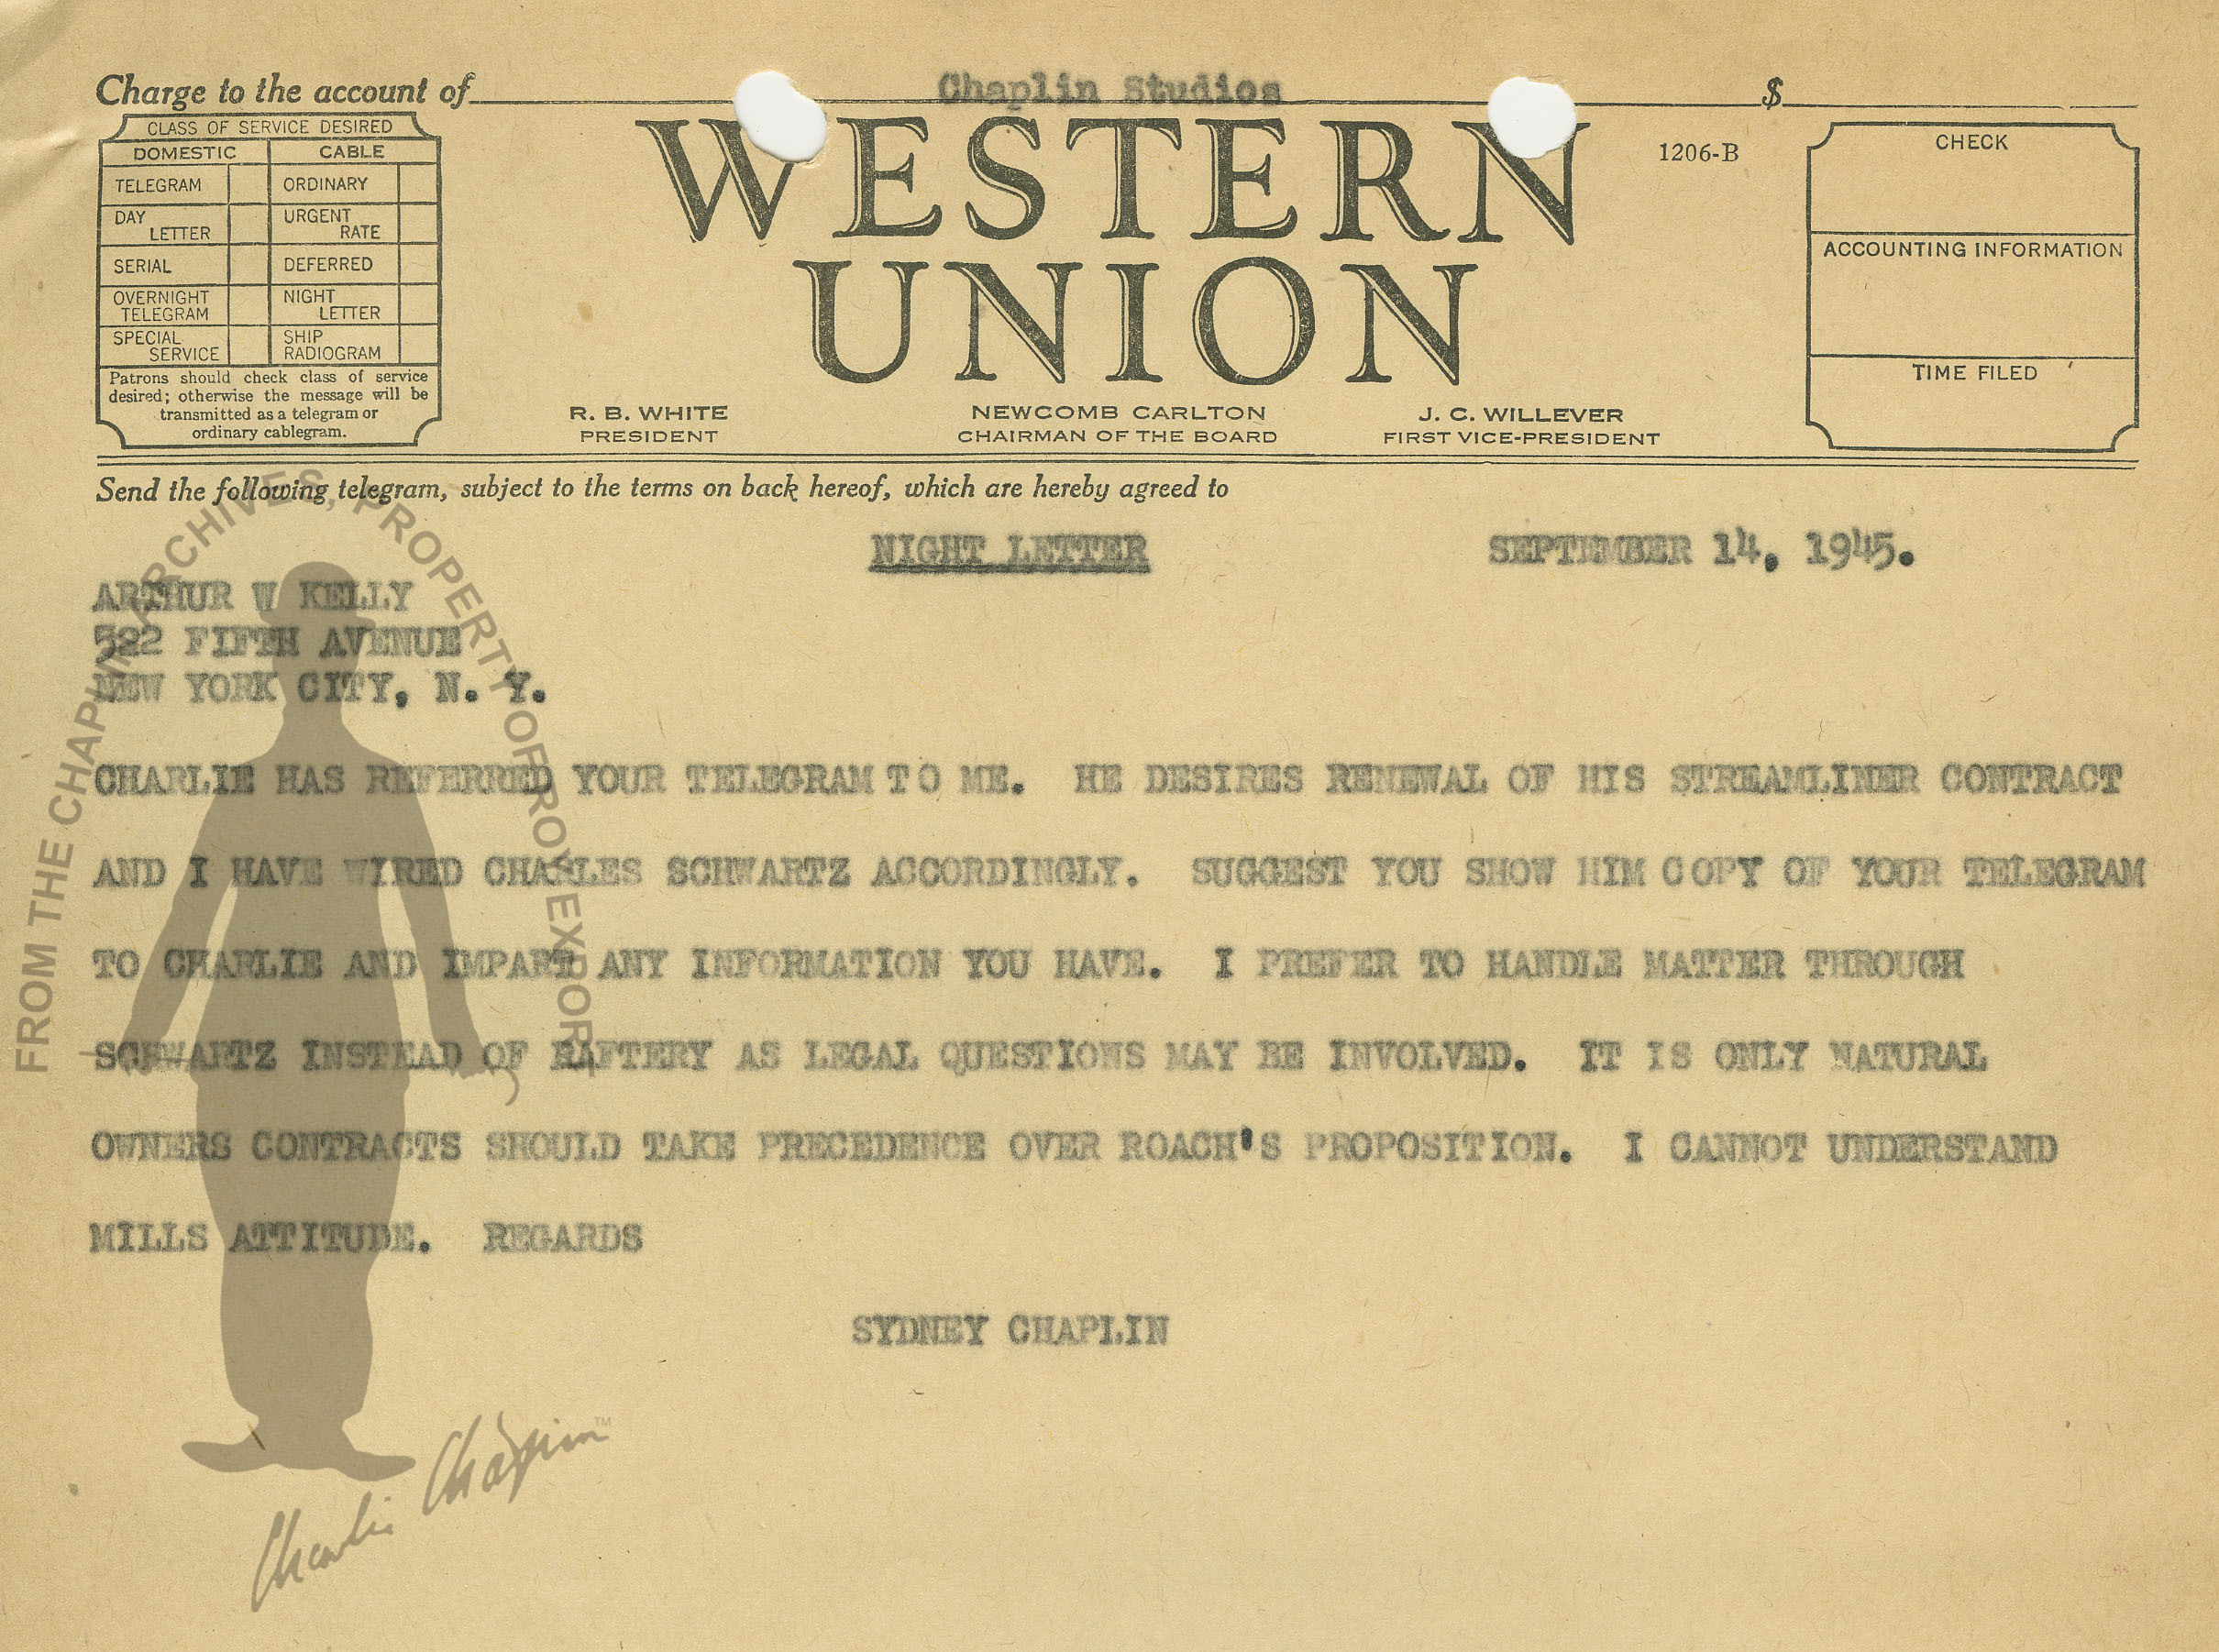 Charge to the account of Chaplin Studios $
CLASS OF SERVICE DESIRED
DOMESTIC CABLE
TELEGRAM ORDINARY
DAY LETTER URGENT RATE
SERIAL DEFERRED
OVERNIGHT TELEGRAM NIGHT LETTER
SPECIAL SERVICE SHIP RADIOGRAM
Patrons should check class of service
desired; otherwise the message will be
transmitted as a telegram or
ordinary cablegram.
WESTERN
UNION
1206-B
CHECK
ACCOUNTING INFORMATION
TIME FILED
R. B. WHITE
PRESIDENT
NEWCOMB CARLTON
CHAIRMAN OF THE BOARD
J. C. WILLEVER
FIRST VICE-PRESIDENT
Send the following telegram, subject to the terms on back hereof, which are hereby agreed to
NIGHT LETTER SEPTEMBER 14, 1945.
ARTHUR W KELLY
522 FIFTH AVENUE
NEW YORK CITY, N. Y.
CHARLIE HAS REFERRED YOUR TELEGRAM TO ME. HE DESIRES RENEWAL OF HIS STREAMLINER CONTRACT
AND I HAVE WIRED CHARLES SCHWARTZ ACCORDINGLY. SUGGEST YOU SHOW HIM COPY OF YOUR TELEGRAM
TO CHARLIE AND IMPART ANY INFORMATION YOU HAVE. I PREFER TO HANDLE MATTER THROUGH
SCHWARTZ INSTEAD OF RAFTERY AS LEGAL QUESTIONS MAY BE INVOLVED. IT IS ONLY NATURAL
OWNERS CONTRACTS SHOULD TAKE PRECEDENCE OVER ROACH'S PROPOSITION. I CANNOT UNDERSTAND
MILLS ATTITUDE. REGARDS
SYDNEY CHAPLIN
FROM THE CHAPLIN ARCHIVES, PROPERTY OF ROY EXPORT
Charlie Chaplin™